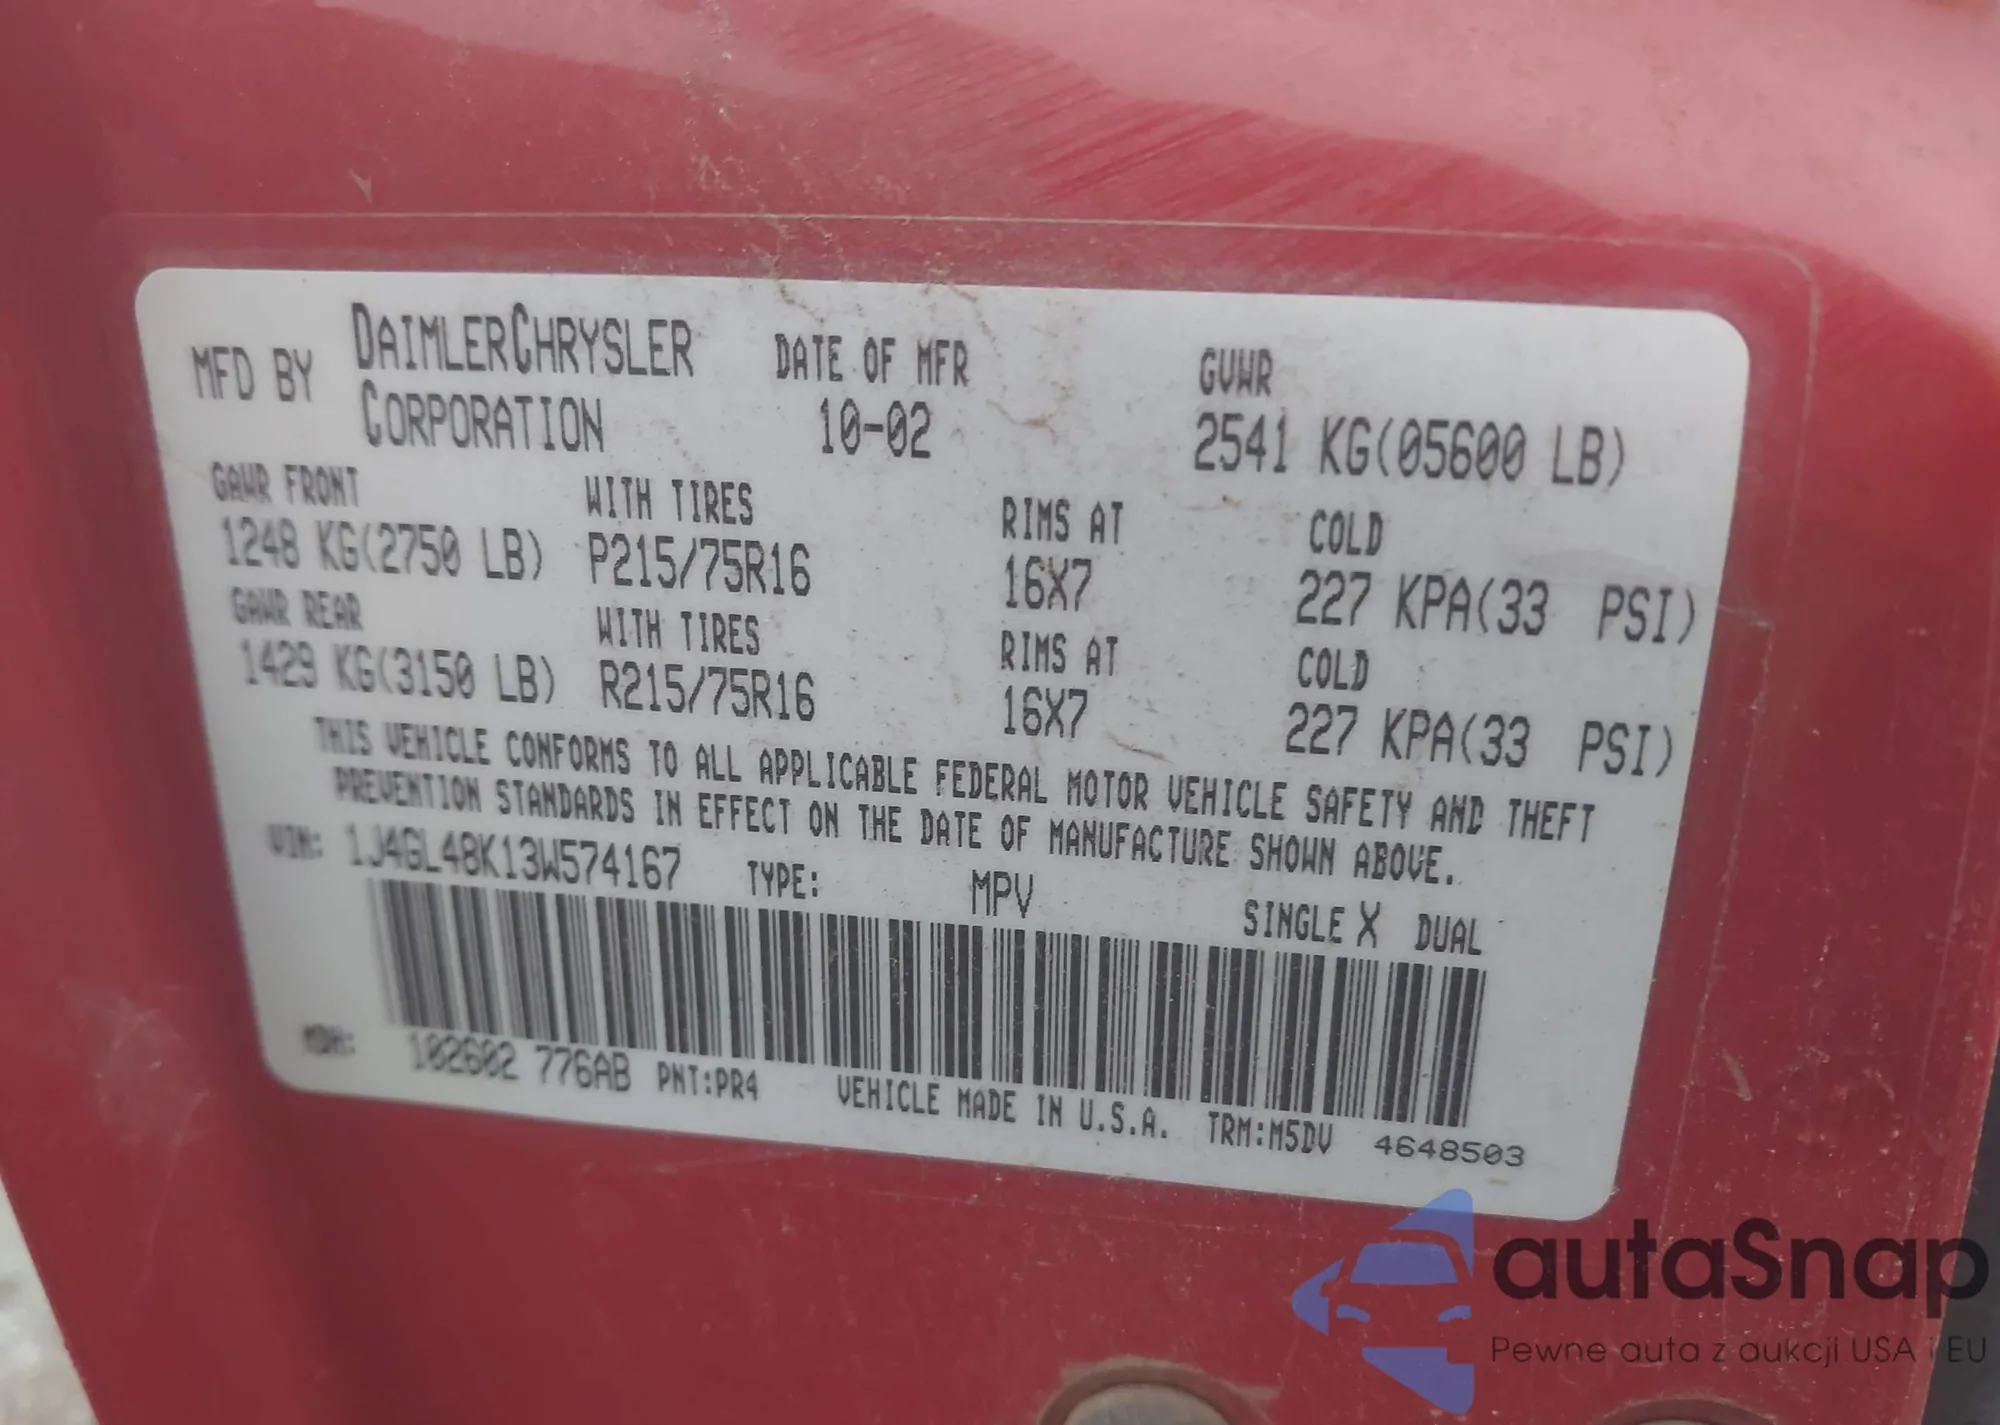 MFD BY DAIMLERCHRYSLER CORPORATION DATE OF MFR 10-02 GVWR 2541 KG(05600 LB)
GAWR FRONT WITH TIRES RIMS AT COLD
1248 KG(2750 LB) P215/75R16 16X7 227 KPA(33 PSI)
GAWR REAR WITH TIRES RIMS AT COLD
1429 KG(3150 LB) R215/75R16 16X7 227 KPA(33 PSI)
THIS VEHICLE CONFORMS TO ALL APPLICABLE FEDERAL MOTOR VEHICLE SAFETY AND THEFT
PREVENTION STANDARDS IN EFFECT ON THE DATE OF MANUFACTURE SHOWN ABOVE.
VIN: 1J4GL48K13W574167 TYPE: MPV SINGLE X DUAL
MDH: 102602 776AB PNT:PR4 VEHICLE MADE IN U.S.A. TRM:M5DV 4648503
autaSnap
Pewne auta z aukcji USA i EU